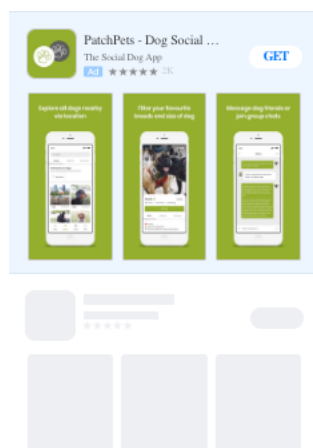 PatchPets - Dog Social …
The Social Dog App
GET
Ad ★★★★★ 2K
Explore all dogs nearby
via location
Filter your favourite
breeds and size of dog
Message dog friends or
join group chats